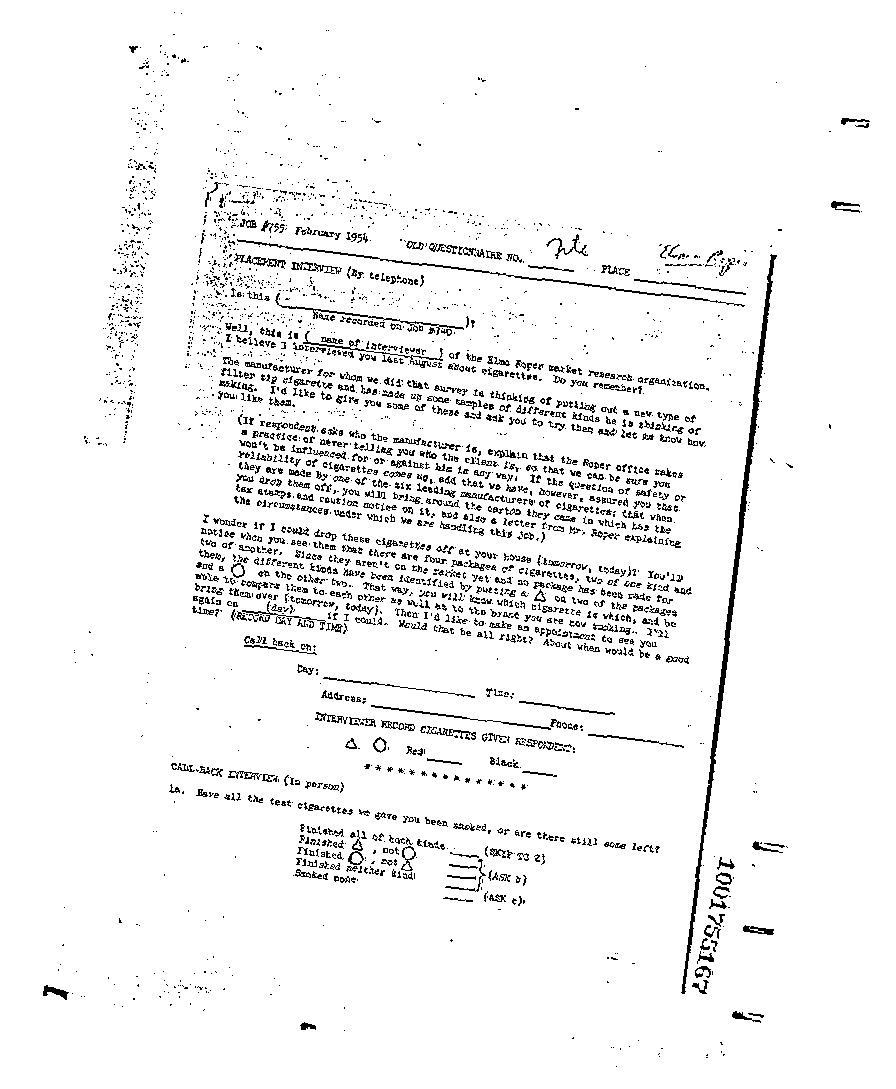 JOB #755 February 1954 OLD QUESTIONNAIRE NO. PLACE Elmo Roper
PLACEMENT INTERVIEW (By telephone)
Is this ( )?
Name recorded on Job
Well, this is ( name of interviewer ) of the Elmo Roper market research organization.
I believe I interviewed you last August about cigarettes. Do you remember?
The manufacturer for whom we did that survey is thinking of putting out a new type of
filter tip cigarette and has made up some samples of different kinds he is thinking of
making. I'd like to give you some of these and ask you to try them and let me know how
you like them.
(If respondent asks who the manufacturer is, explain that the Roper office makes
a practice of never telling you who the client is, so that we can be sure you
won't be influenced for or against him in any way. If the question of safety or
reliability of cigarettes comes up, add that we have, however, assured you that
they are made by one of the six leading manufacturers of cigarettes; that when
you drop them off, you will bring around the carton they came in which has the
tax stamps and caution notice on it, and also a letter from Mr. Roper explaining
the circumstances under which we are handling this job.)
I wonder if I could drop these cigarettes off at your house (tomorrow, today)? You'll
notice when you see them that there are four packages of cigarettes, two of one kind and
two of another. Since they aren't on the market yet and no package has been made for
them, the different kinds have been identified by putting a △ on two of the packages
and a ○ on the other two. That way, you will know which cigarette is which, and be
able to compare them to each other as well as to the brand you are now smoking. I'll
bring them over (tomorrow, today). Then I'd like to make an appointment to see you
again on (day) if I could. Would that be all right? About when would be a good
time? (RECORD DAY AND TIME)
Call back on:
Day: Time:
Address: Phone:
INTERVIEWER RECORD CIGARETTES GIVEN RESPONDENT:
△ ○ Red Black
* * * * * * * * * * * * * * *
CALL-BACK INTERVIEW (In person)
1a. Have all the test cigarettes we gave you been smoked, or are there still some left?
Finished all of both kinds (SKIP TO 2)
Finished △, not ○
Finished ○, not △ (ASK b)
Finished neither kind
Smoked none (ASK c)
1001755167